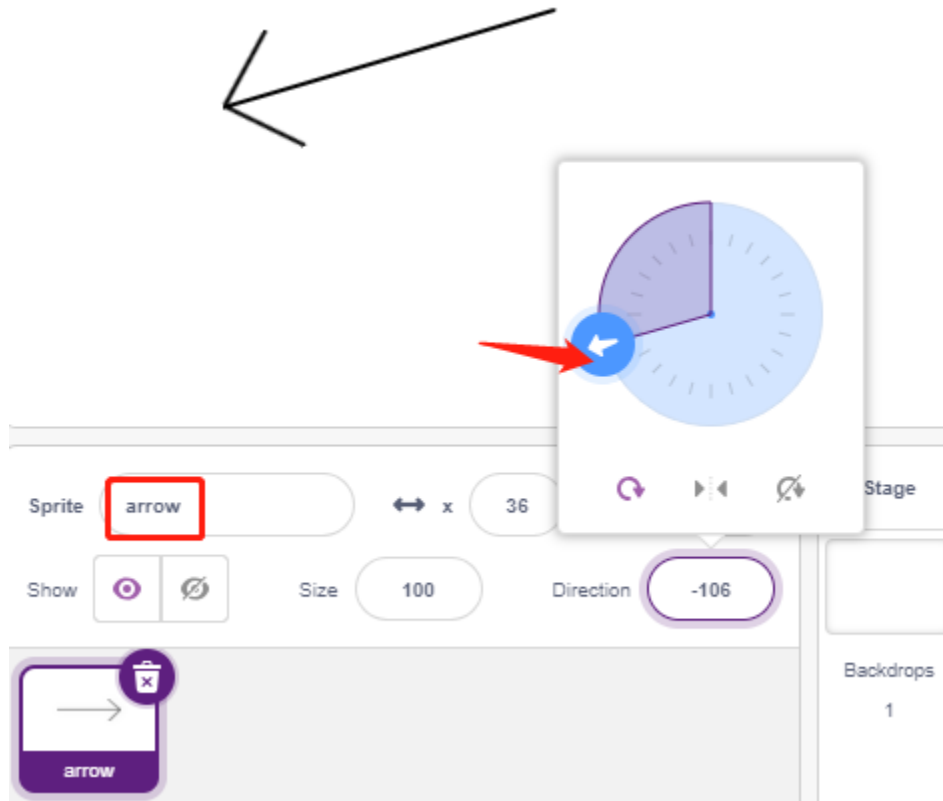 Sprite arrow x 36 Stage
Show Size 100 Direction -106
Backdrops
1
arrow